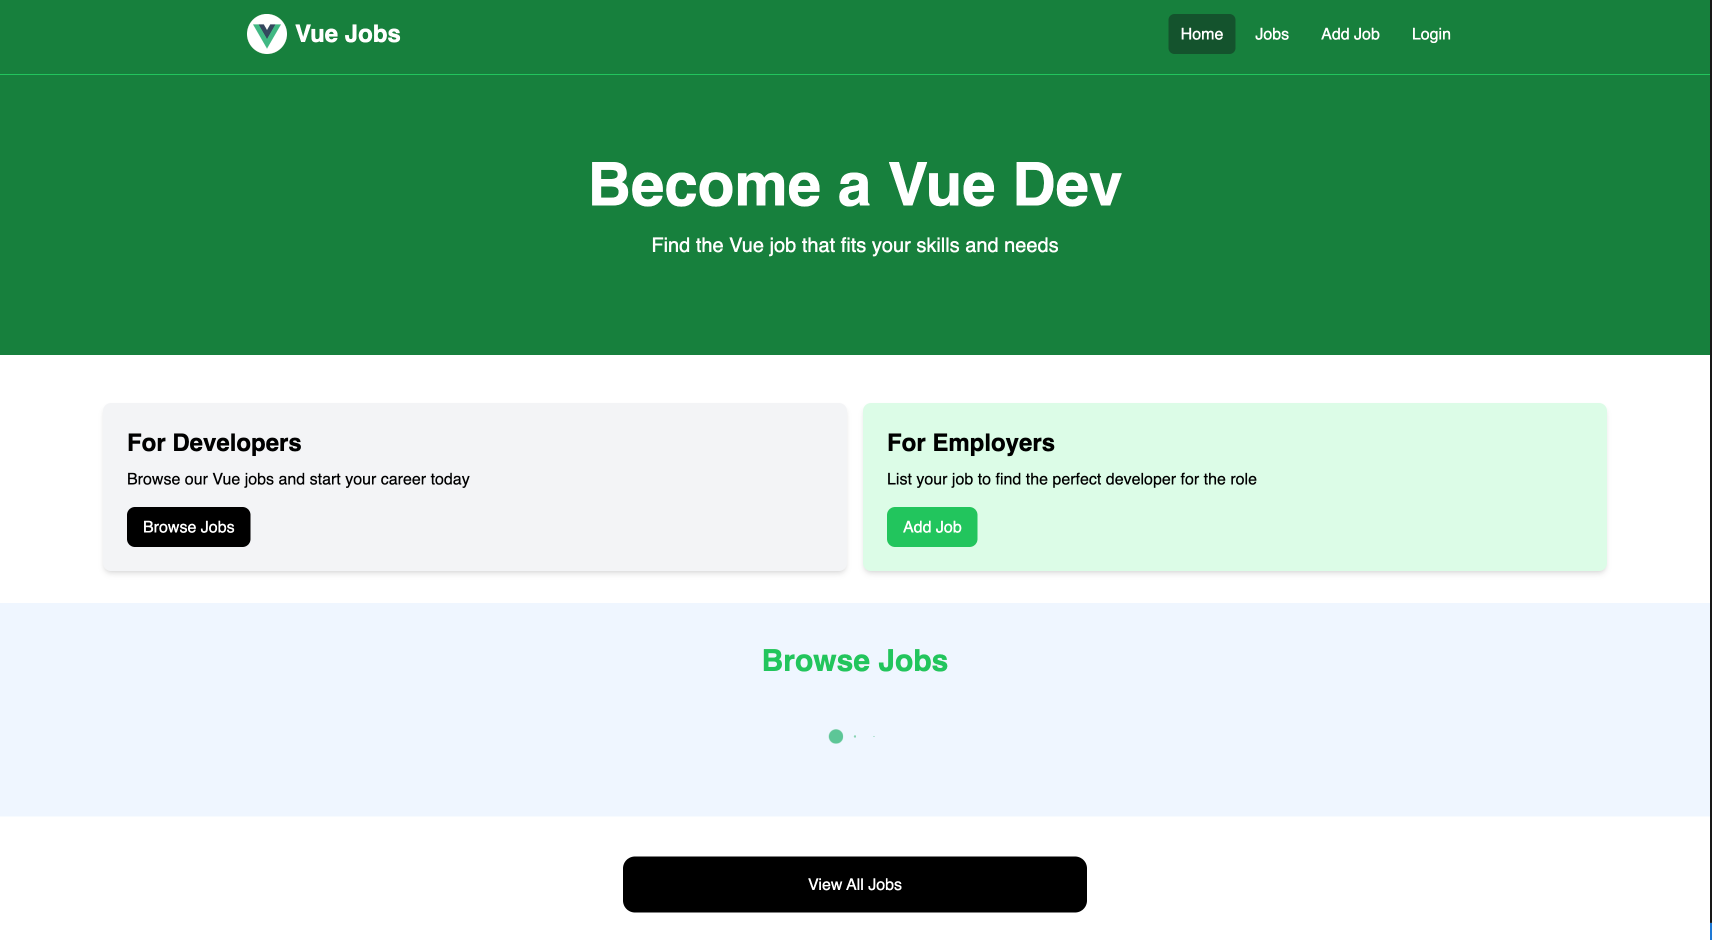 Vue Jobs
Home
Jobs
Add Job
Login
Become a Vue Dev
Find the Vue job that fits your skills and needs
For Developers
Browse our Vue jobs and start your career today
Browse Jobs
For Employers
List your job to find the perfect developer for the role
Add Job
Browse Jobs
View All Jobs